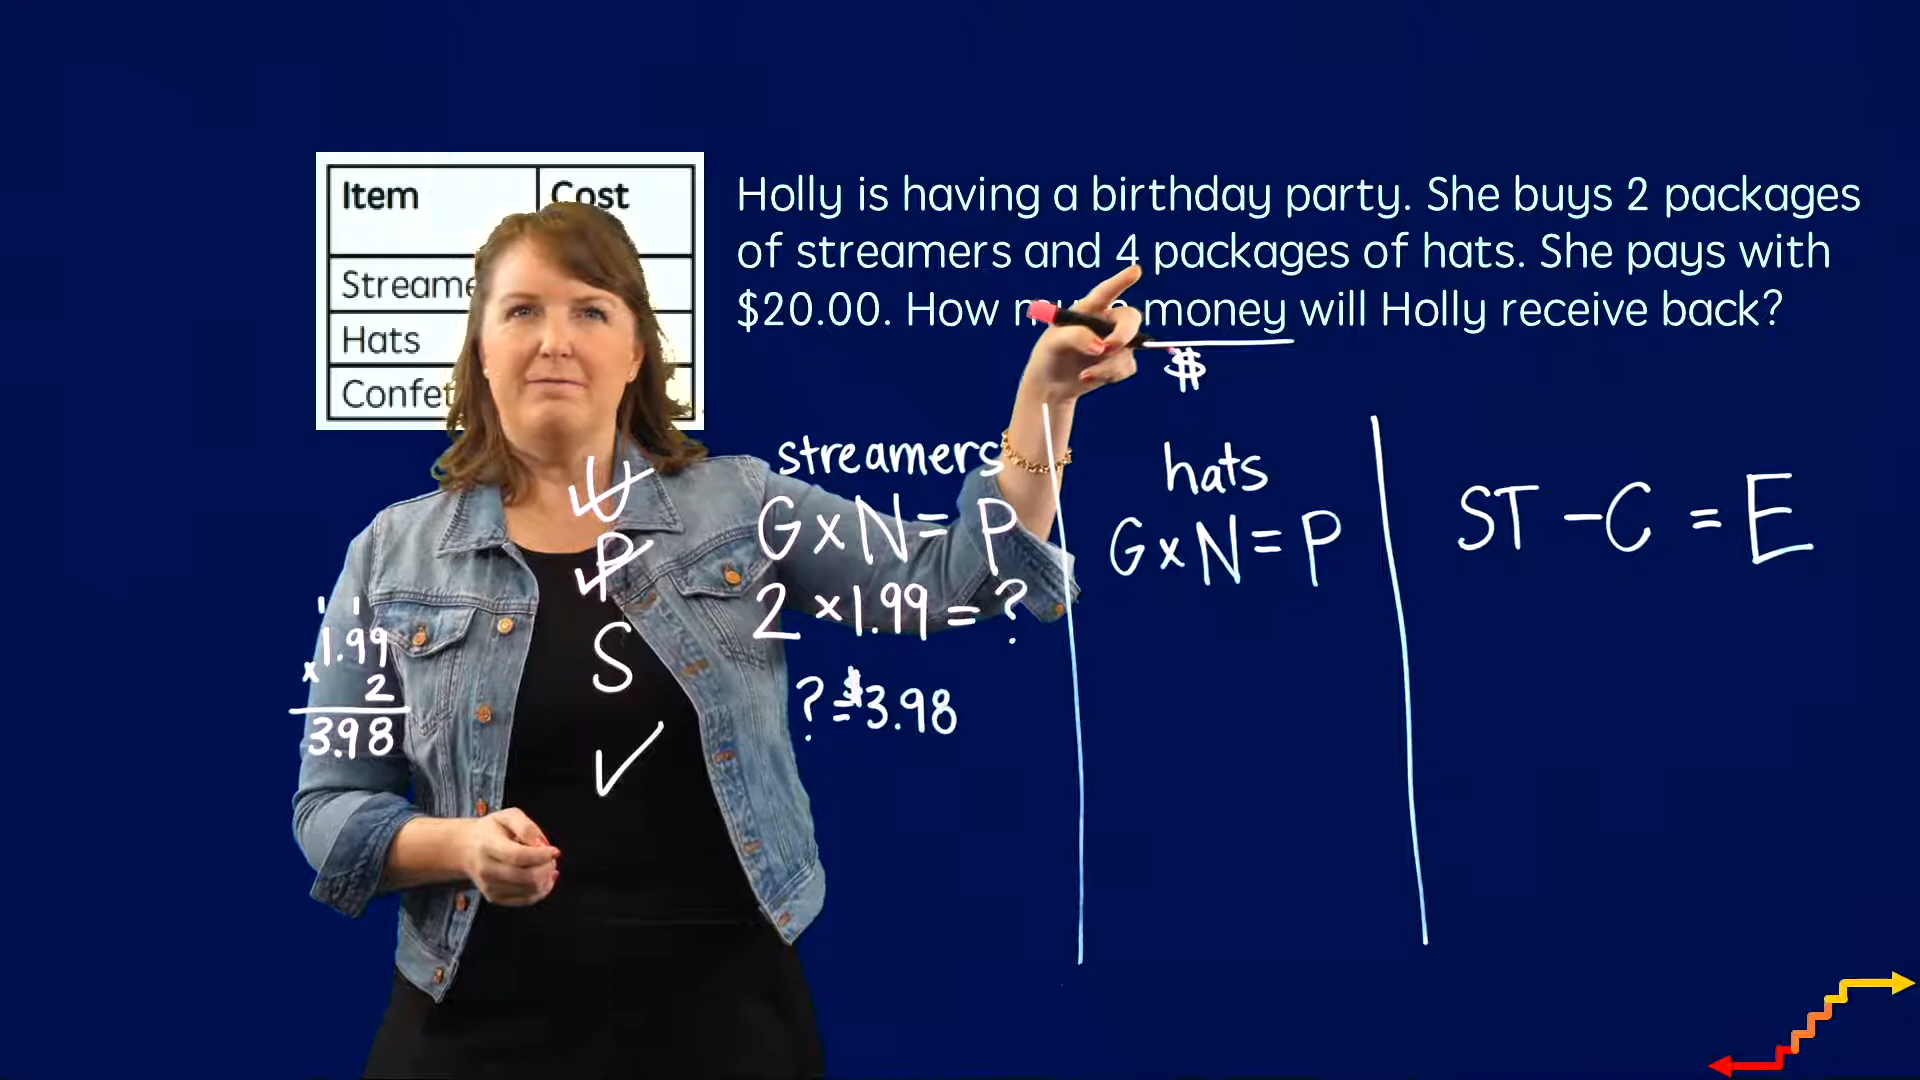 Item Cost
Streame
Hats
Confet
Holly is having a birthday party. She buys 2 packages
of streamers and 4 packages of hats. She pays with
$20.00. How money will Holly receive back?
$
U
P
S
✓
1 1
1.99
x 2
3.98
streamers
G x N = P
2 x 1.99 = ?
? = $3.98
hats
G x N = P
ST - C = E